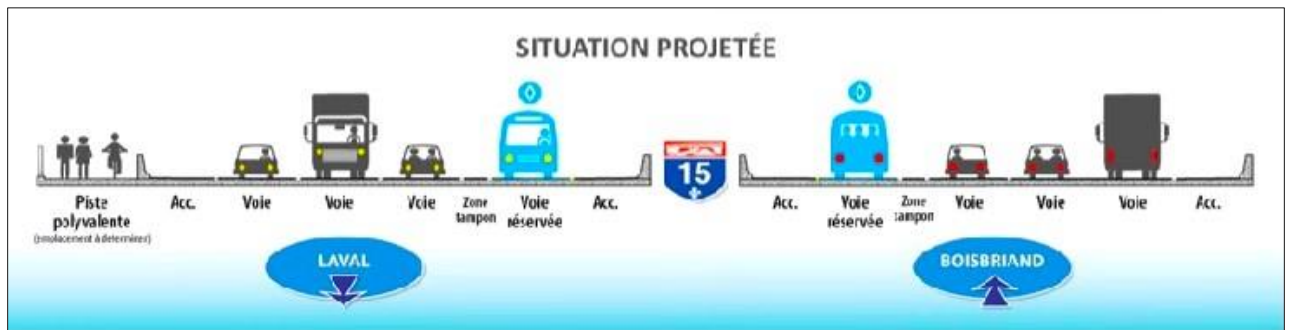 SITUATION PROJETÉE
15
Piste
polyvalente
(emplacement à déterminer)
Acc.
Voie
Voie
Voie
Zone
tampon
Voie
réservée
Acc.
Acc.
Voie
réservée
Zone
tampon
Voie
Voie
Voie
Acc.
LAVAL
BOISBRIAND